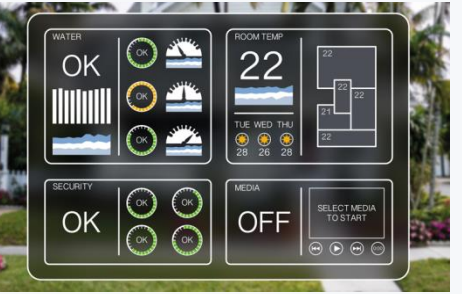 WATER
OK
OK
OK
OK
ROOM TEMP
22
TUE WED THU
28 26 28
22
22
22
21
22
SECURITY
OK
OK OK
OK OK
MEDIA
OFF
SELECT MEDIA
TO START